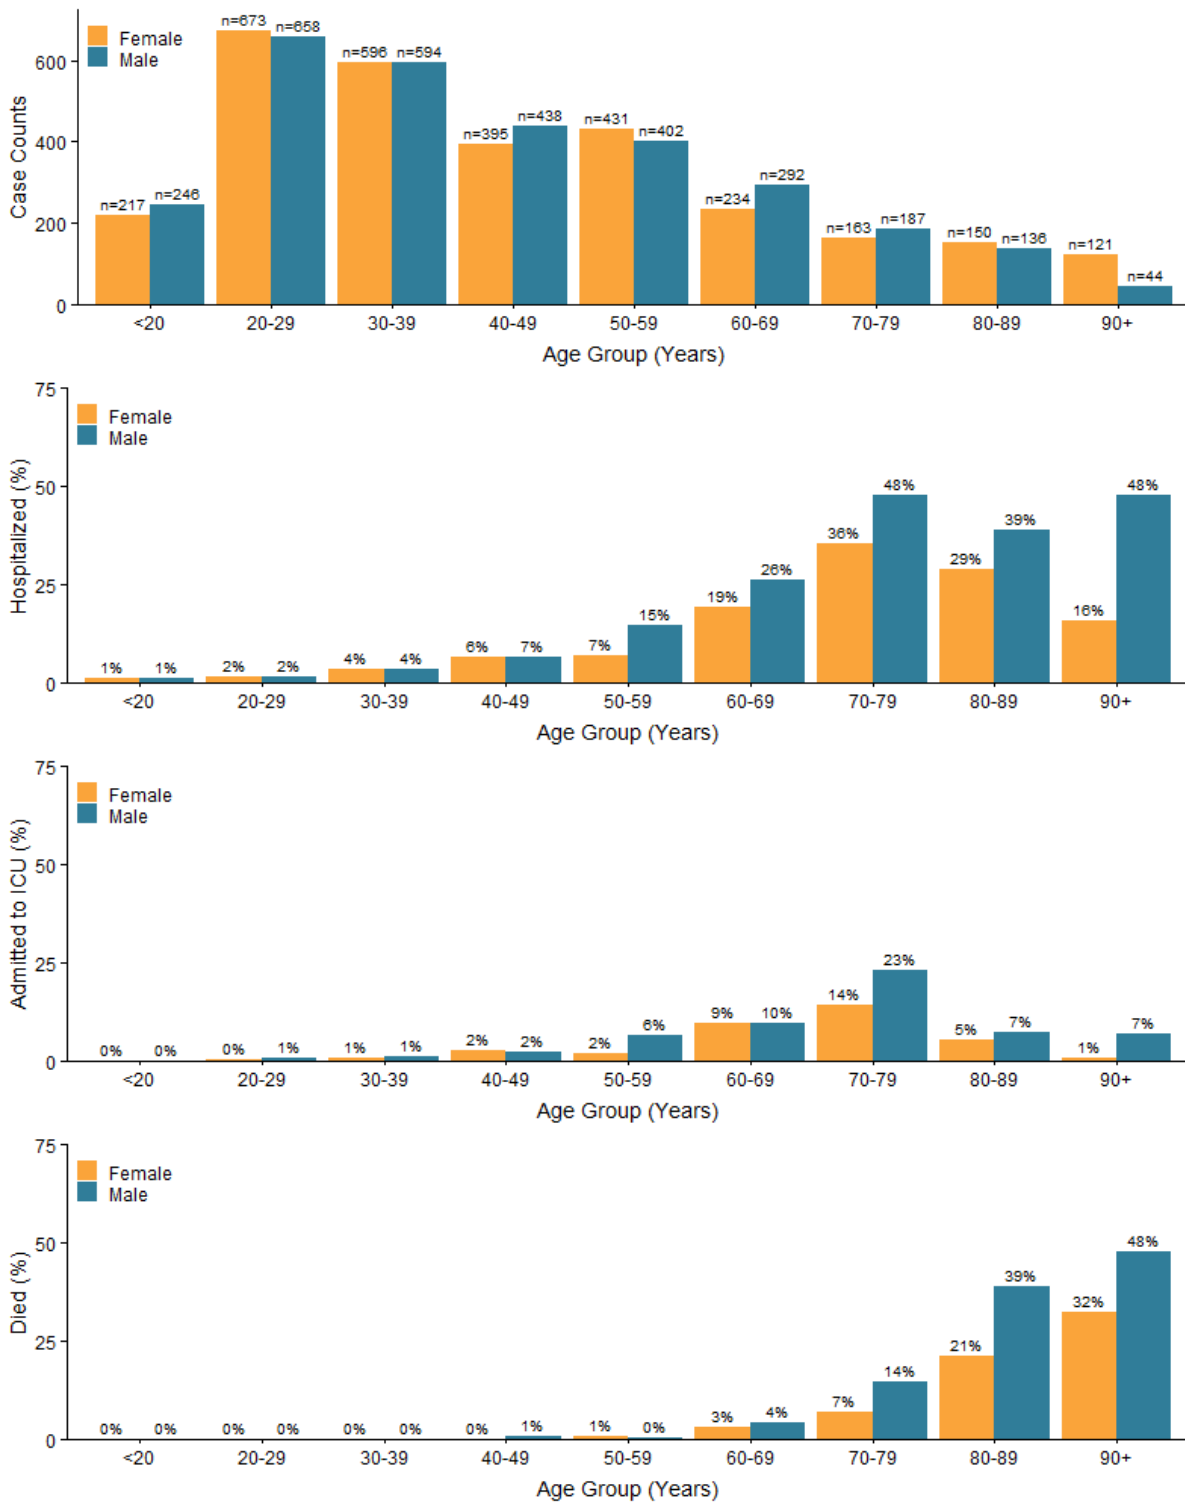 n=673
n=658
Female
Male
n=596 n=594
600
n=438
n=431
n=395
n=402
400
n=292
n=246
n=234
n=217
n=187
n=163
n=150
n=136
n=121
200
n=44
0
Case Counts
<20 20-29 30-39 40-49 50-59 60-69 70-79 80-89 90+
Age Group (Years)
75
Female
Male
50
48% 48%
39%
36%
29%
26%
25
19%
15% 16%
1% 1% 2% 2% 4% 4% 6% 7% 7%
0
Hospitalized (%)
<20 20-29 30-39 40-49 50-59 60-69 70-79 80-89 90+
Age Group (Years)
75
Female
Male
50
25
23%
14%
9% 10%
0% 0% 0% 1% 1% 1% 2% 2% 2% 6% 5% 7% 1% 7%
0
Admitted to ICU (%)
<20 20-29 30-39 40-49 50-59 60-69 70-79 80-89 90+
Age Group (Years)
75
Female
Male
50
48%
39%
32%
25
21%
14%
7%
0% 0% 0% 0% 0% 0% 0% 1% 1% 0% 3% 4%
0
Died (%)
<20 20-29 30-39 40-49 50-59 60-69 70-79 80-89 90+
Age Group (Years)